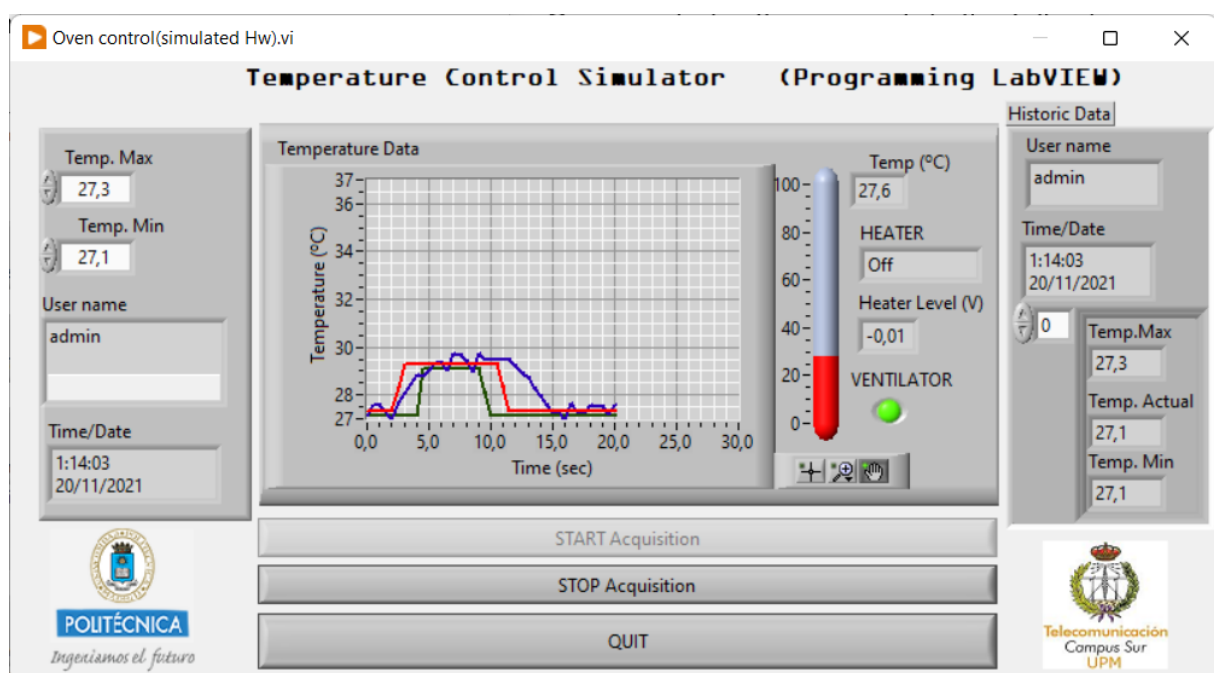 Oven control(simulated Hw).vi
Temperature Control Simulator (Programming LabVIEW)
Historic Data
Temp. Max
27,3
Temp. Min
27,1
User name
admin
Time/Date
1:14:03
20/11/2021
Temperature Data
37
36
34
32
30
28
27
Temperature (ºC)
0,0 5,0 10,0 15,0 20,0 25,0 30,0
Time (sec)
100
80
60
40
20
0
Temp (ºC)
27,6
HEATER
Off
Heater Level (V)
-0,01
VENTILATOR
User name
admin
Time/Date
1:14:03
20/11/2021
0
Temp.Max
27,3
Temp. Actual
27,1
Temp. Min
27,1
START Acquisition
STOP Acquisition
QUIT
POLITÉCNICA
Ingeniamos el futuro
Telecomunicación
Campus Sur
UPM